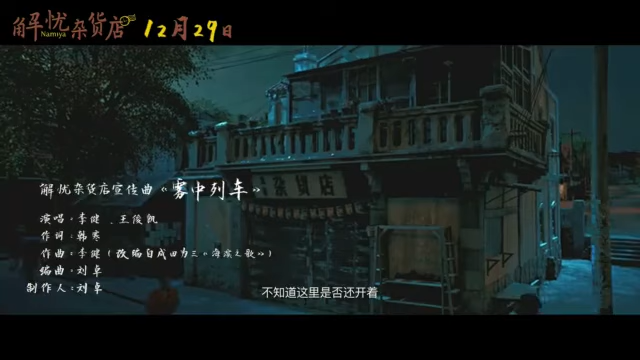 解忧杂货店
Namiya
12月29日
杂货店
解忧杂货店宣传曲《雾中列车》
演唱:李健、王俊凯
作词:韩寒
作曲:李健(改编自成田为三《海滨之歌》)
编曲:刘卓
制作人:刘卓
不知道这里是否还开着